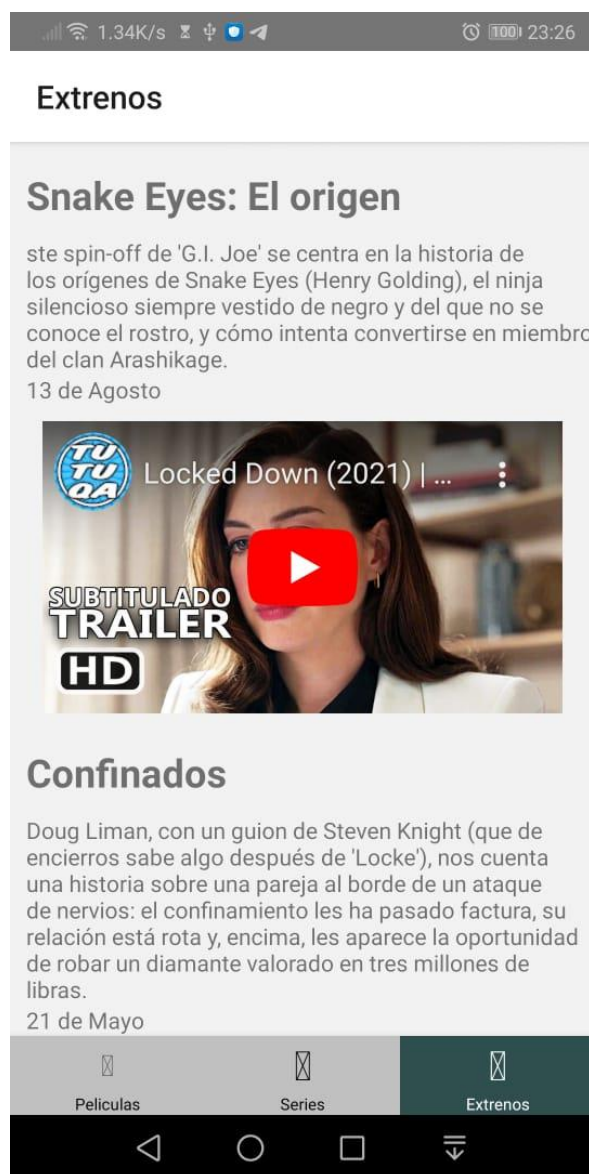 1.34K/s
100 23:26
Extrenos
Snake Eyes: El origen
ste spin-off de 'G.I. Joe' se centra en la historia de
los orígenes de Snake Eyes (Henry Golding), el ninja
silencioso siempre vestido de negro y del que no se
conoce el rostro, y cómo intenta convertirse en miembro
del clan Arashikage.
13 de Agosto
TU
TU
QA
Locked Down (2021) | ...
SUBTITULADO
TRAILER
HD
Confinados
Doug Liman, con un guion de Steven Knight (que de
encierros sabe algo después de 'Locke'), nos cuenta
una historia sobre una pareja al borde de un ataque
de nervios: el confinamiento les ha pasado factura, su
relación está rota y, encima, les aparece la oportunidad
de robar un diamante valorado en tres millones de
libras.
21 de Mayo
Peliculas
Series
Extrenos